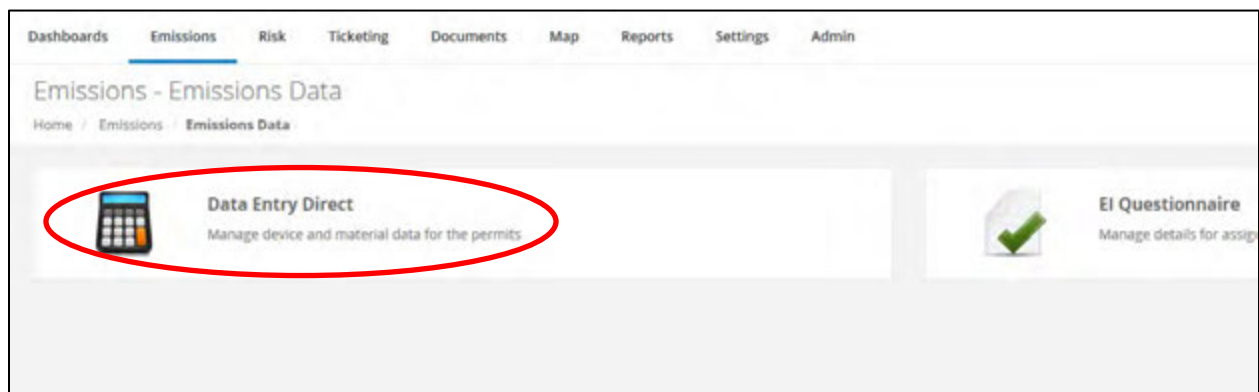 Dashboards Emissions Risk Ticketing Documents Map Reports Settings Admin
Emissions - Emissions Data
Home / Emissions / Emissions Data
Data Entry Direct
Manage device and material data for the permits
EI Questionnaire
Manage details for